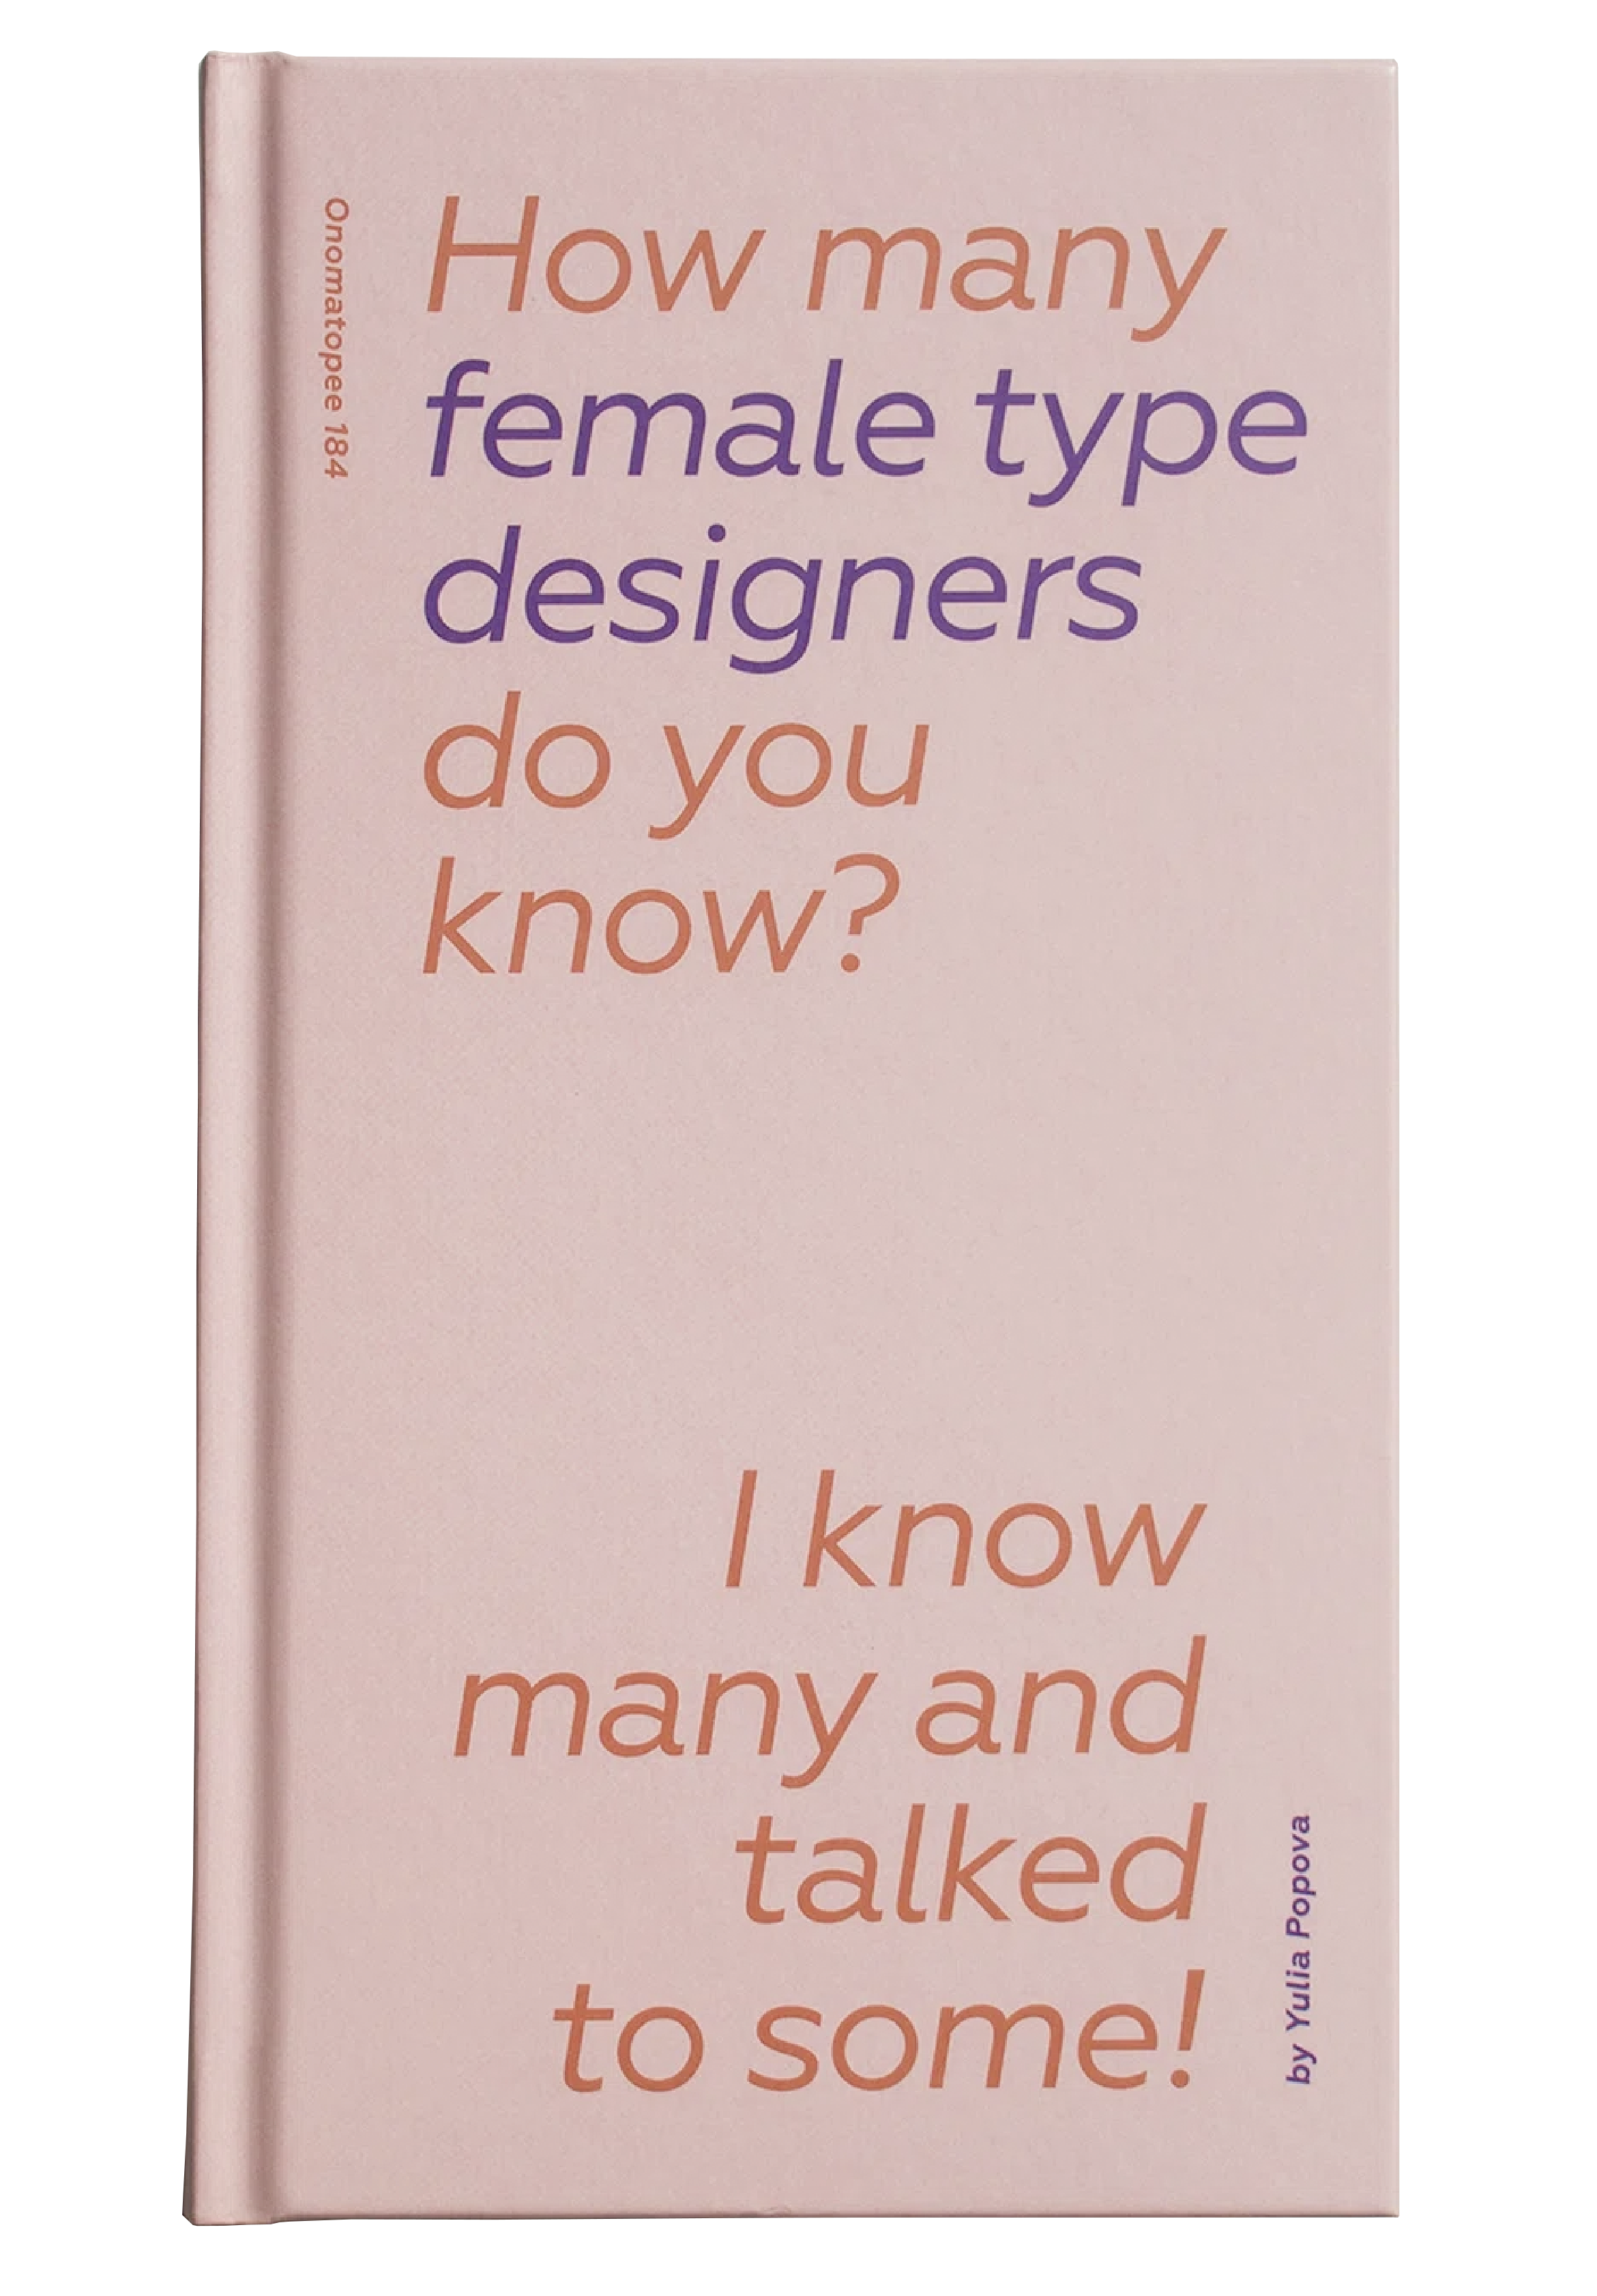 Onomatopee 184
How many
female type
designers
do you
know?
I know
many and
talked
to some!
by Yulia Popova